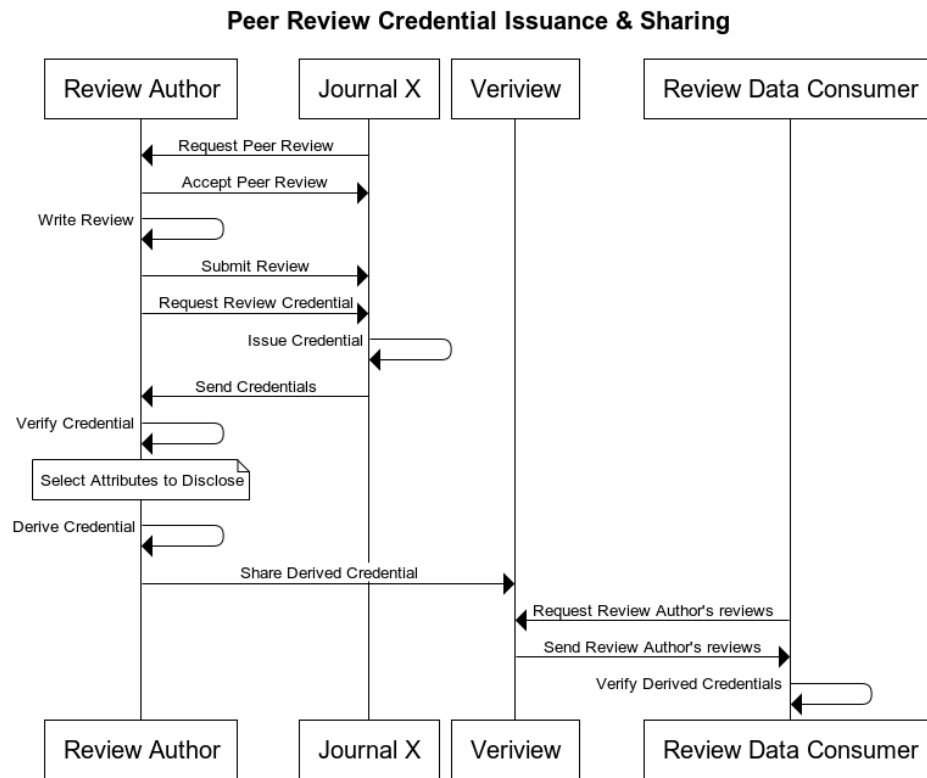 Peer Review Credential Issuance & Sharing
Review Author
Journal X
Veriview
Review Data Consumer
Request Peer Review
Accept Peer Review
Write Review
Submit Review
Request Review Credential
Issue Credential
Send Credentials
Verify Credential
Select Attributes to Disclose
Derive Credential
Share Derived Credential
Request Review Author's reviews
Send Review Author's reviews
Verify Derived Credentials
Review Author
Journal X
Veriview
Review Data Consumer